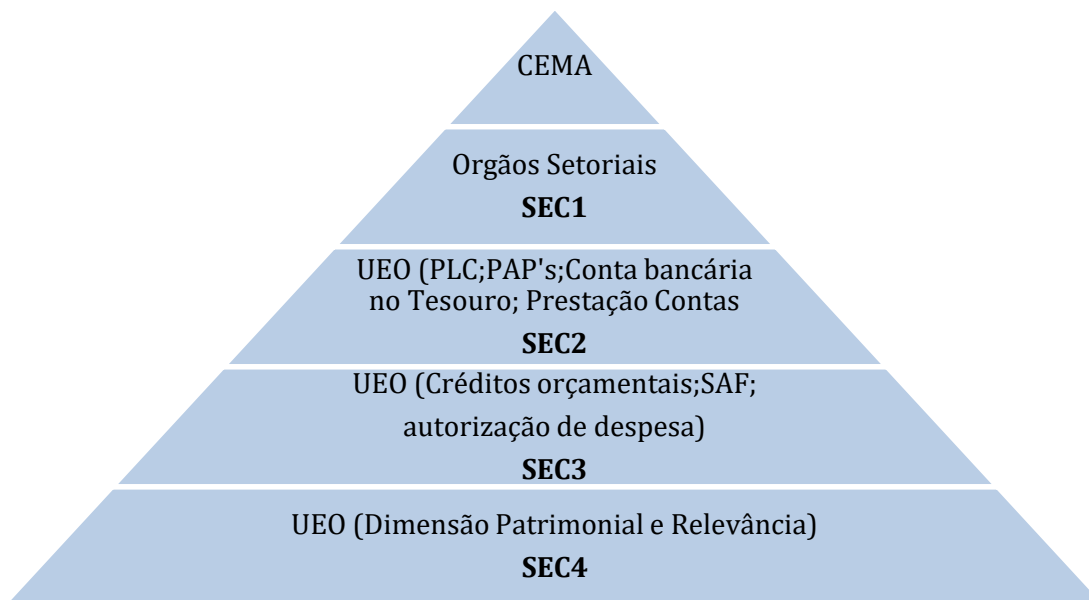 CEMA
Orgãos Setoriais
SEC1
UEO (PLC;PAP's;Conta bancária
no Tesouro; Prestação Contas
SEC2
UEO (Créditos orçamentais;SAF;
autorização de despesa)
SEC3
UEO (Dimensão Patrimonial e Relevância)
SEC4